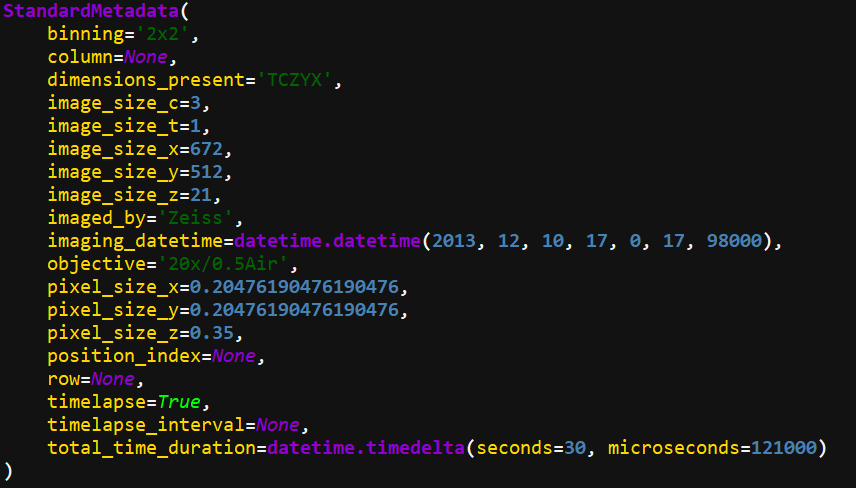 StandardMetadata(
    binning='2x2',
    column=None,
    dimensions_present='TCZYX',
    image_size_c=3,
    image_size_t=1,
    image_size_x=672,
    image_size_y=512,
    image_size_z=21,
    imaged_by='Zeiss',
    imaging_datetime=datetime.datetime(2013, 12, 10, 17, 0, 17, 98000),
    objective='20x/0.5Air',
    pixel_size_x=0.20476190476190476,
    pixel_size_y=0.20476190476190476,
    pixel_size_z=0.35,
    position_index=None,
    row=None,
    timelapse=True,
    timelapse_interval=None,
    total_time_duration=datetime.timedelta(seconds=30, microseconds=121000)
)